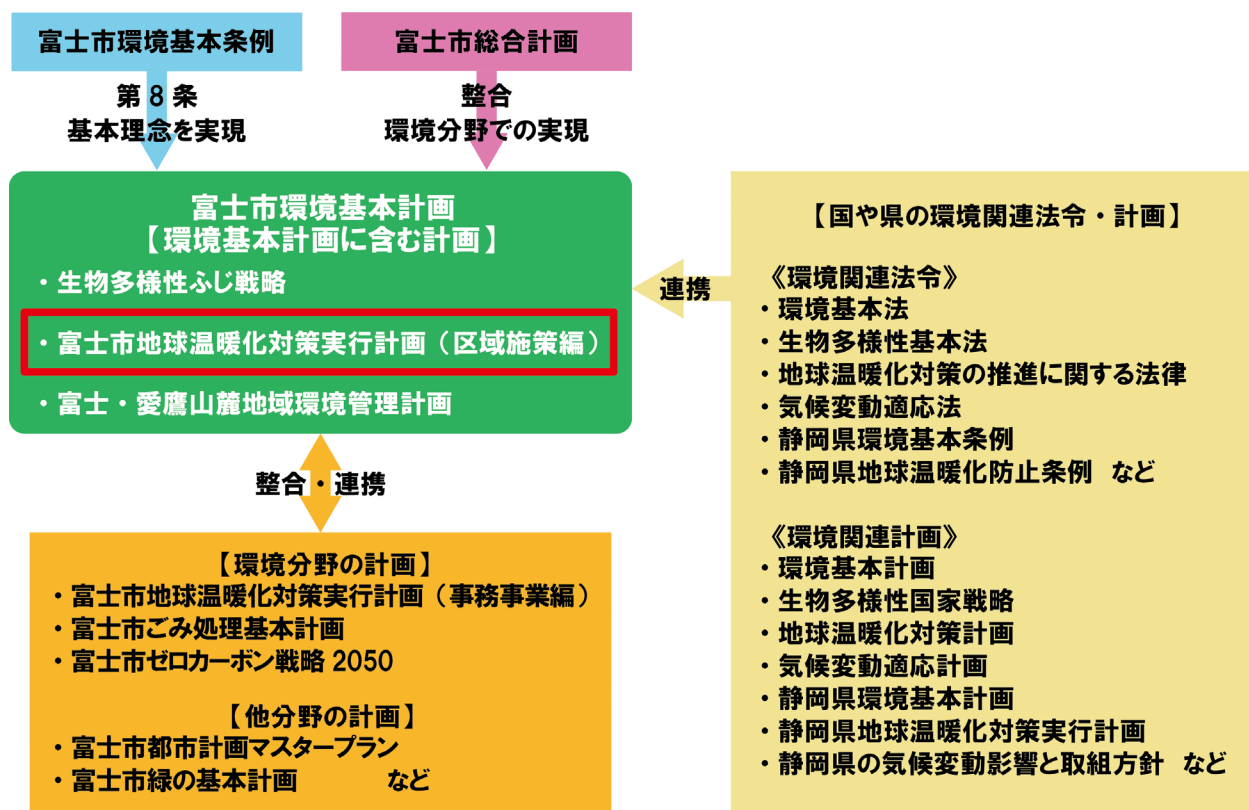 富士市環境基本条例
富士市総合計画
第8条
基本理念を実現
整合
環境分野での実現
富士市環境基本計画
【環境基本計画に含む計画】
・生物多様性ふじ戦略
・富士市地球温暖化対策実行計画（区域施策編）
・富士・愛鷹山麓地域環境管理計画
連携
【国や県の環境関連法令・計画】
《環境関連法令》
・環境基本法
・生物多様性基本法
・地球温暖化対策の推進に関する法律
・気候変動適応法
・静岡県環境基本条例
・静岡県地球温暖化防止条例 など
《環境関連計画》
・環境基本計画
・生物多様性国家戦略
・地球温暖化対策計画
・気候変動適応計画
・静岡県環境基本計画
・静岡県地球温暖化対策実行計画
・静岡県の気候変動影響と取組方針 など
整合・連携
【環境分野の計画】
・富士市地球温暖化対策実行計画（事務事業編）
・富士市ごみ処理基本計画
・富士市ゼロカーボン戦略2050
【他分野の計画】
・富士市都市計画マスタープラン
・富士市緑の基本計画 など